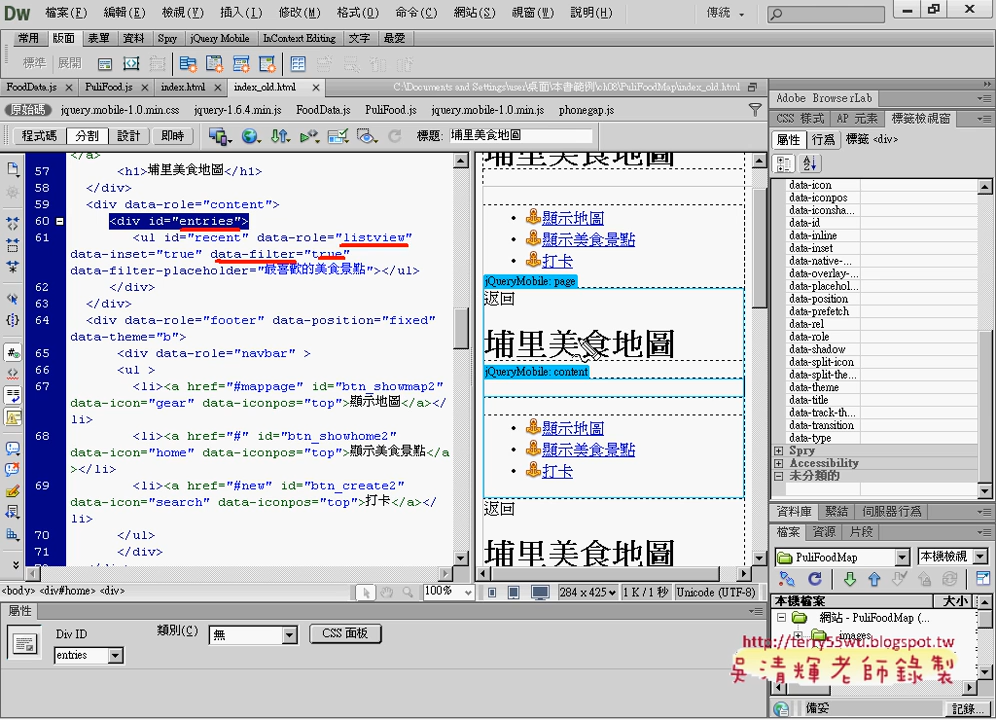 Dw 檔案(F) 編輯(E) 檢視(V) 插入(I) 修改(M) 格式(O) 命令(C) 網站(S) 視窗(W) 說明(H) 傳統
常用 版面 表單 資料 Spry jQuery Mobile InContext Editing 文字 最愛
標準 展開
FoodData.js × PuliFood.js × index.html × index_old.html × C:\Documents and Settings\user\桌面\本書範例\ch08\PuliFoodMap\index_old.html
原始碼 jquery.mobile-1.0.min.css jquery-1.6.4.min.js FoodData.js PuliFood.js jquery.mobile-1.0.min.js phonegap.js
程式碼 分割 設計 即時 標題: 埔里美食地圖
</a>
57 <h1>埔里美食地圖</h1>
58 </div>
59 <div data-role="content">
60 <div id="entries">
61 <ul id="recent" data-role="listview"
data-inset="true" data-filter="true"
data-filter-placeholder="最喜歡的美食景點"></ul>
62 </div>
63 </div>
64 <div data-role="footer" data-position="fixed"
data-theme="b">
65 <div data-role="navbar" >
66 <ul >
67 <li><a href="#mappage" id="btn_showmap2"
data-icon="gear" data-iconpos="top">顯示地圖</a></
li>
68 <li><a href="#" id="btn_showhome2"
data-icon="home" data-iconpos="top">顯示美食景點</a
></li>
69 <li><a href="#new" id="btn_create2"
data-icon="search" data-iconpos="top">打卡</a></
li>
70 </ul>
71 </div>
埔里美食地圖
顯示地圖
顯示美食景點
打卡
jQueryMobile: page
返回
埔里美食地圖
jQueryMobile: content
顯示地圖
顯示美食景點
打卡
返回
埔里美食地圖
<body> <div#home> <div> 100% 284 x 425 1 K / 1 秒 Unicode (UTF-8)
屬性
Div ID 類別(C) 無 CSS 面板
entries
Adobe BrowserLab
CSS 樣式 AP 元素 標籤檢視窗
屬性 行為 標籤 <div>
data-icon
data-iconpos
data-iconsha...
data-id
data-inline
data-inset
data-native-...
data-overlay-...
data-placehol...
data-position
data-prefetch
data-rel
data-role
data-shadow
data-split-icon
data-split-the...
data-theme
data-title
data-track-th...
data-transition
data-type
Spry
Accessibility
未分類的
資料庫 繫結 伺服器行為
檔案 資源 片段
PuliFoodMap 本機檢視
本機檔案 大小
網站 - PuliFoodMap (...
images
http://terry55wu.blogspot.tw
吳清輝老師錄製
備妥 記錄...